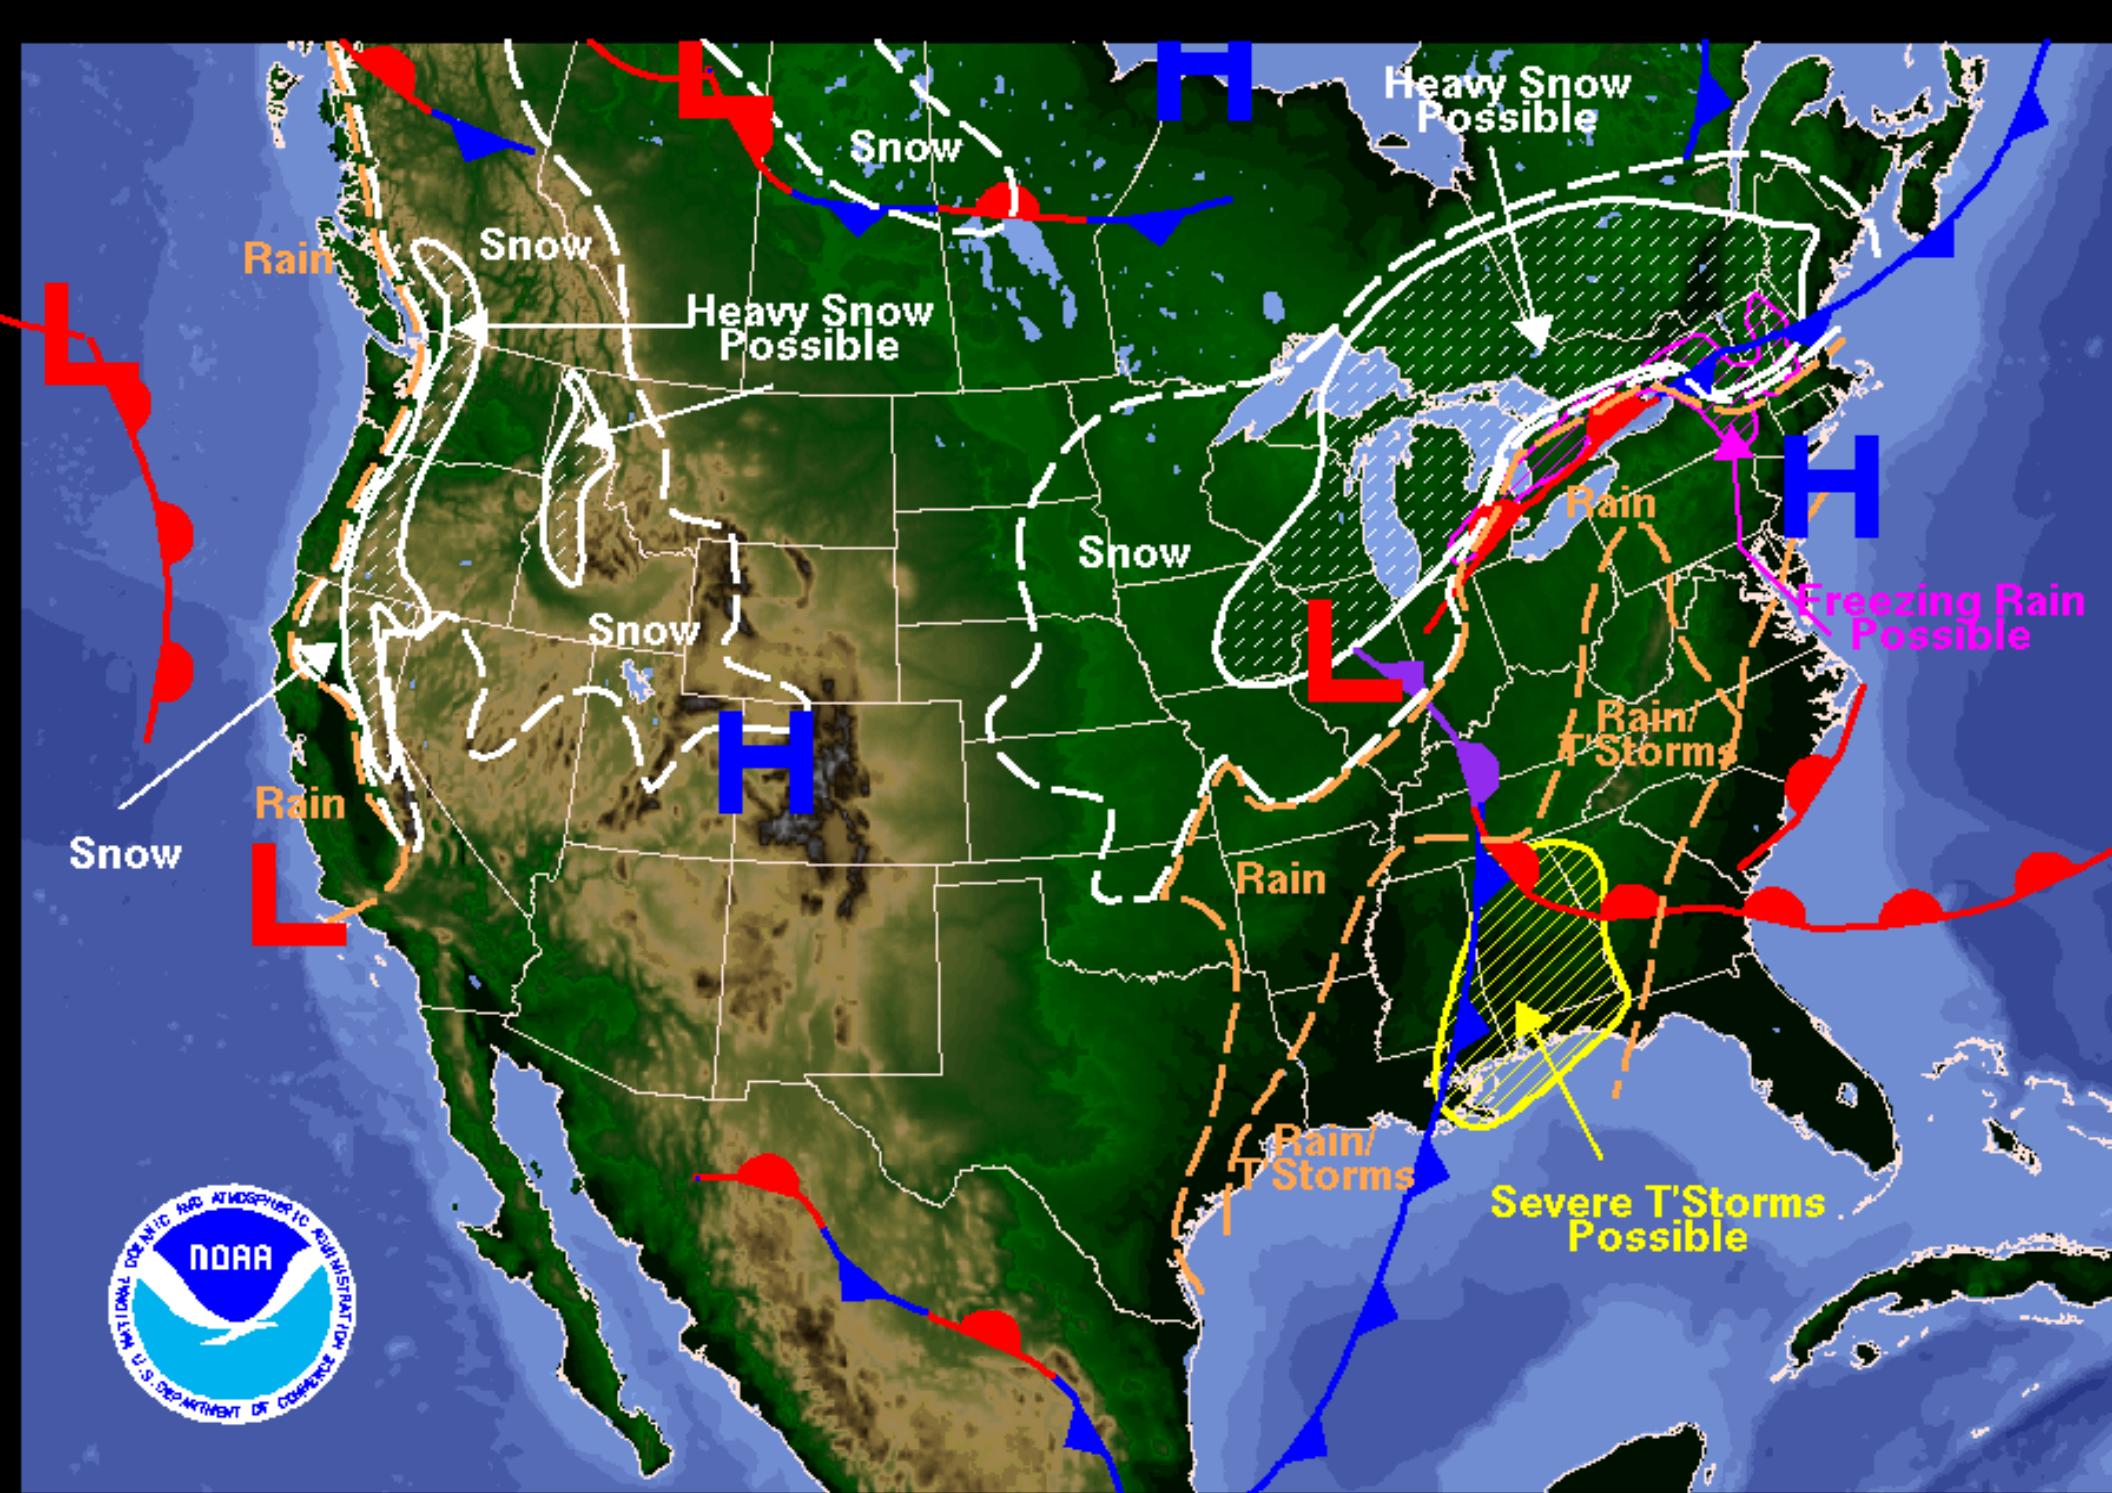 H
L
Heavy Snow
Possible
Snow
Rain
Snow
L
Heavy Snow
Possible
H
Rain
Snow
Freezing Rain
Possible
Snow
L
Rain/
T'Storms
H
Rain
Snow
L
Rain
Rain/
T'Storms
Severe T'Storms
Possible
NOAA
NATIONAL OCEANIC AND ATMOSPHERIC ADMINISTRATION
U.S. DEPARTMENT OF COMMERCE